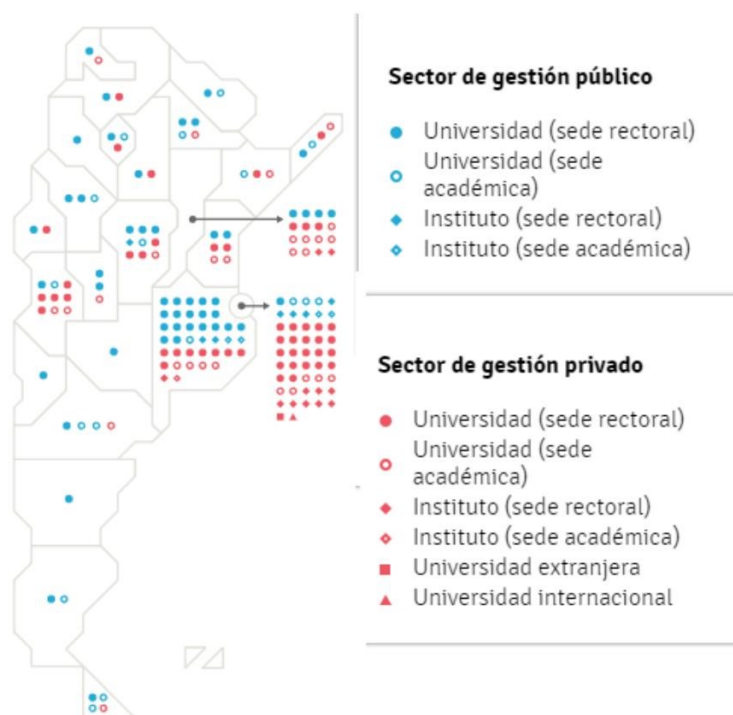 Sector de gestión público
Universidad (sede rectoral)
Universidad (sede
académica)
Instituto (sede rectoral)
Instituto (sede académica)
Sector de gestión privado
Universidad (sede rectoral)
Universidad (sede
académica)
Instituto (sede rectoral)
Instituto (sede académica)
Universidad extranjera
Universidad internacional